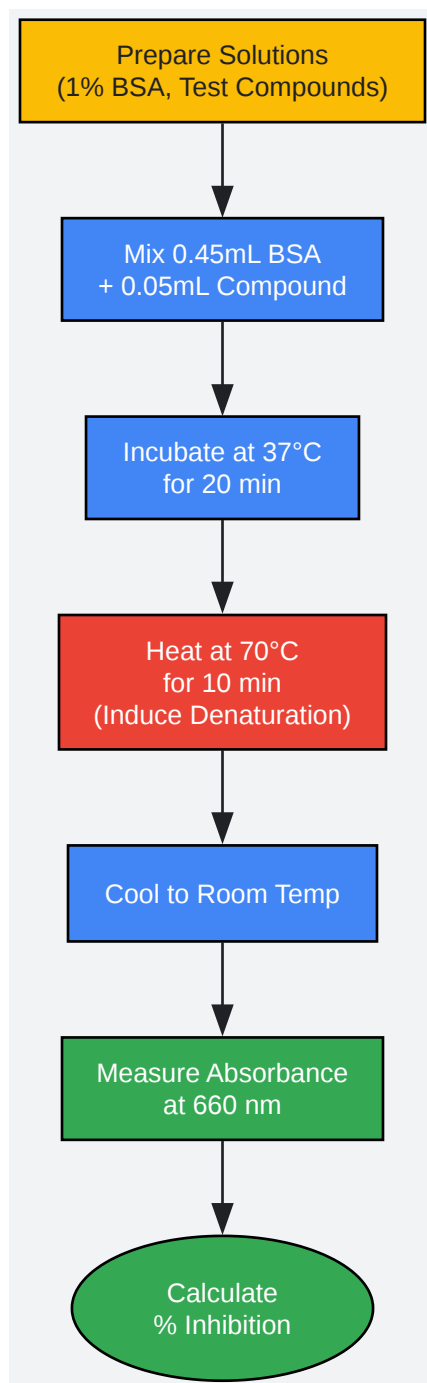 Prepare Solutions
(1% BSA, Test Compounds)
Mix 0.45mL BSA
+ 0.05mL Compound
Incubate at 37°C
for 20 min
Heat at 70°C
for 10 min
(Induce Denaturation)
Cool to Room Temp
Measure Absorbance
at 660 nm
Calculate
% Inhibition